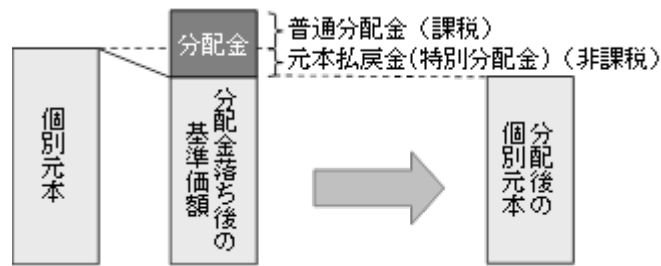 分配金
普通分配金（課税）
元本払戻金(特別分配金)（非課税）
個別元本
分配金落ち後の
基準価額
分配後の
個別元本